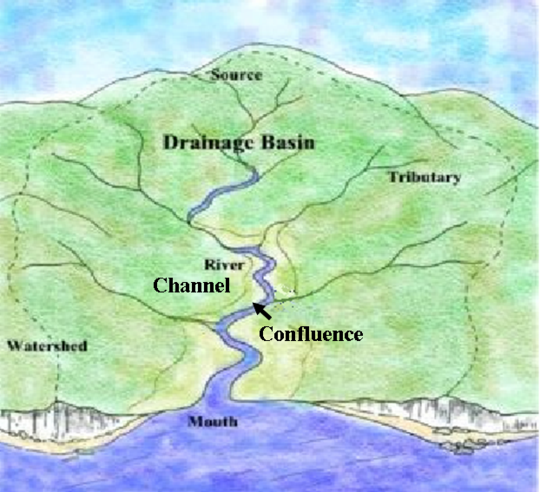 Source
Drainage Basin
Tributary
River
Channel
Confluence
Watershed
Mouth